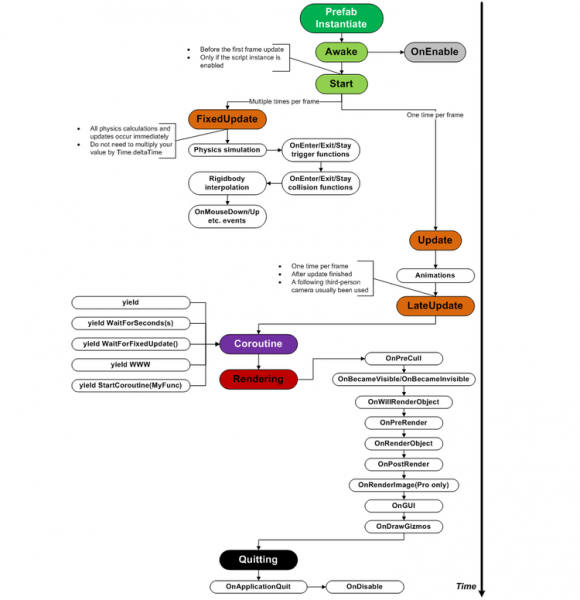 Prefab
Instantiate
Awake
OnEnable
Before the first frame update
Only if the script instance is
enabled
Start
Multiple times per frame
One time per frame
FixedUpdate
All physics calculations and
updates occur immediately
Do not need to multiply your
value by Time.deltaTime
Physics simulation
OnEnter/Exit/Stay
trigger functions
Rigidbody
interpolation
OnEnter/Exit/Stay
collision functions
OnMouseDown/Up
etc. events
Update
One time per frame
After update finished
A following third-person
camera usually been used
Animations
LateUpdate
yield
yield WaitForSeconds(s)
yield WaitForFixedUpdate()
yield WWW
yield StartCoroutine(MyFunc)
Coroutine
Rendering
OnPreCull
OnBecameVisible/OnBecameInvisible
OnWillRenderObject
OnPreRender
OnRenderObject
OnPostRender
OnRenderImage(Pro only)
OnGUI
OnDrawGizmos
Quitting
OnApplicationQuit
OnDisable
Time